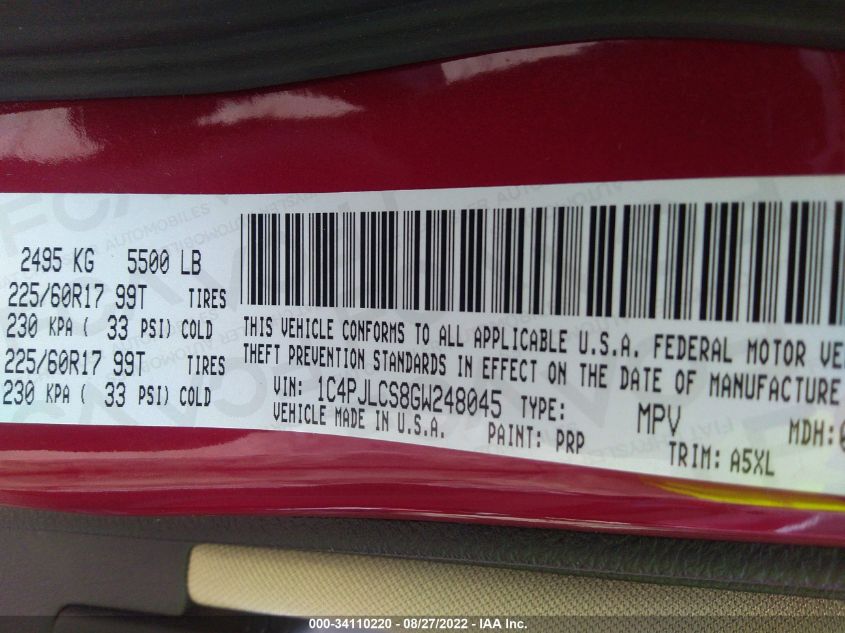 2495 KG 5500 LB
225/60R17 99T TIRES
230 KPA ( 33 PSI) COLD
225/60R17 99T TIRES
230 KPA ( 33 PSI) COLD
THIS VEHICLE CONFORMS TO ALL APPLICABLE U.S.A. FEDERAL MOTOR VE
THEFT PREVENTION STANDARDS IN EFFECT ON THE DATE OF MANUFACTURE
VIN: 1C4PJLCS8GW248045 TYPE: MPV MDH:0
VEHICLE MADE IN U.S.A. PAINT: PRP TRIM: A5XL
000-34110220 - 08/27/2022 - IAA Inc.